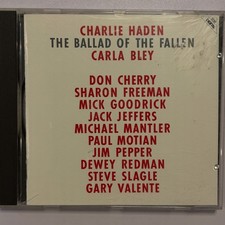 CHARLIE HADEN
THE BALLAD OF THE FALLEN
CARLA BLEY
DON CHERRY
SHARON FREEMAN
MICK GOODRICK
JACK JEFFERS
MICHAEL MANTLER
PAUL MOTIAN
JIM PEPPER
DEWEY REDMAN
STEVE SLAGLE
GARY VALENTE